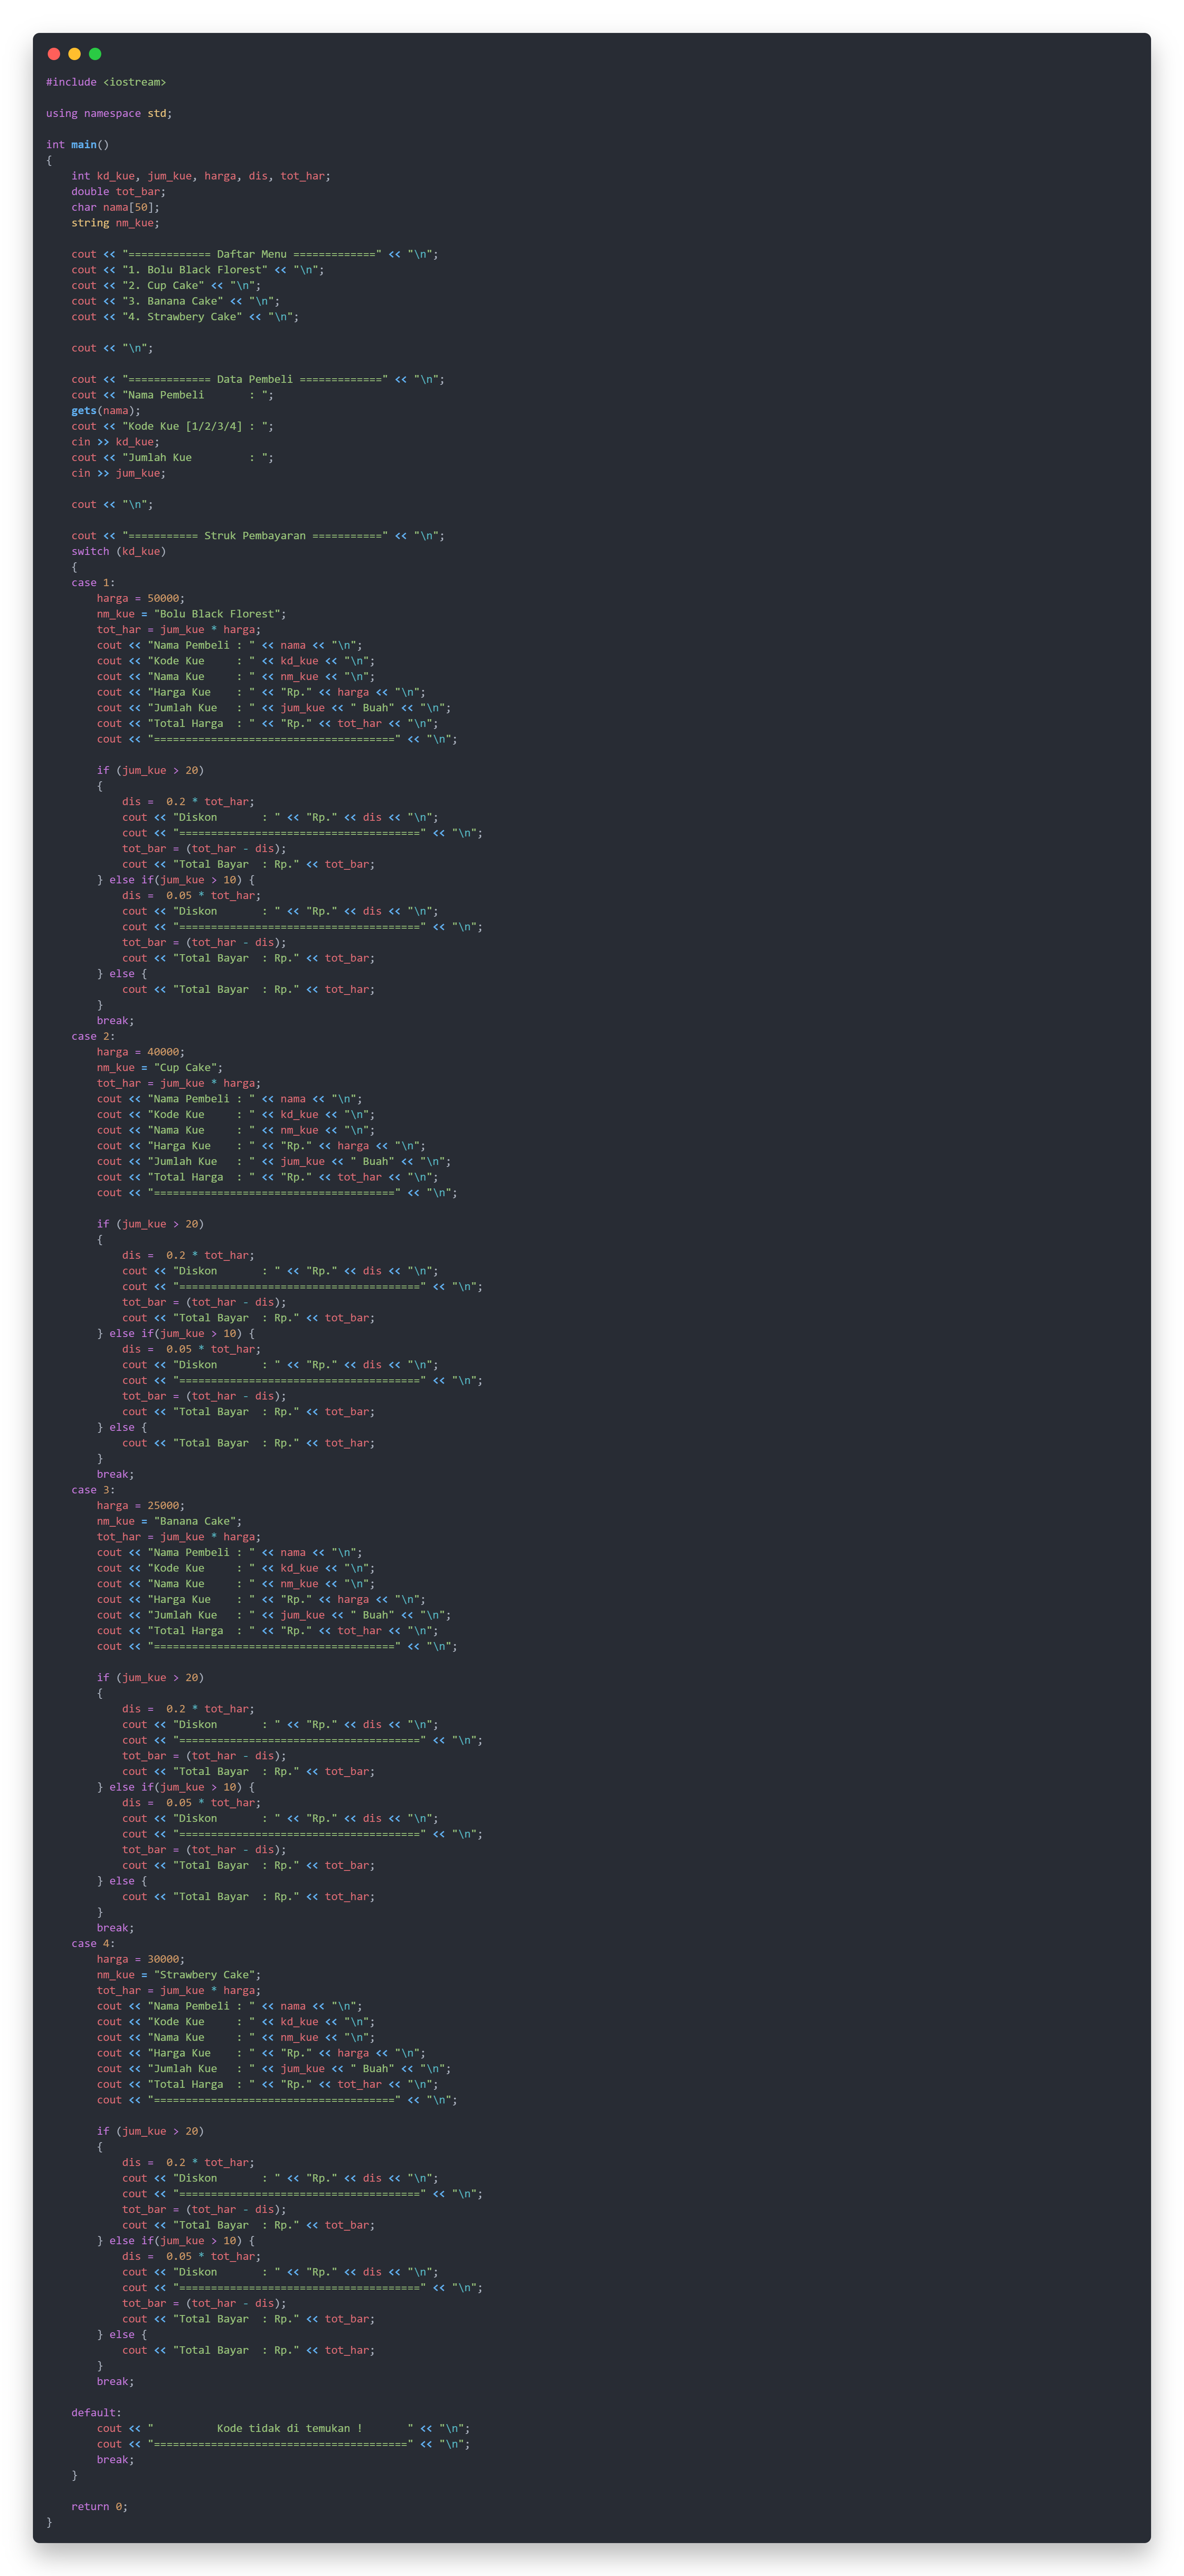 #include <iostream>

using namespace std;

int main()
{
    int kd_kue, jum_kue, harga, dis, tot_har;
    double tot_bar;
    char nama[50];
    string nm_kue;

    cout << "============= Daftar Menu =============" << "\n";
    cout << "1. Bolu Black Florest" << "\n";
    cout << "2. Cup Cake" << "\n";
    cout << "3. Banana Cake" << "\n";
    cout << "4. Strawbery Cake" << "\n";

    cout << "\n";

    cout << "============= Data Pembeli =============" << "\n";
    cout << "Nama Pembeli       : ";
    gets(nama);
    cout << "Kode Kue [1/2/3/4] : ";
    cin >> kd_kue;
    cout << "Jumlah Kue         : ";
    cin >> jum_kue;

    cout << "\n";

    cout << "=========== Struk Pembayaran ===========" << "\n";
    switch (kd_kue)
    {
    case 1:
        harga = 50000;
        nm_kue = "Bolu Black Florest";
        tot_har = jum_kue * harga;
        cout << "Nama Pembeli : " << nama << "\n";
        cout << "Kode Kue     : " << kd_kue << "\n";
        cout << "Nama Kue     : " << nm_kue << "\n";
        cout << "Harga Kue    : " << "Rp." << harga << "\n";
        cout << "Jumlah Kue   : " << jum_kue << " Buah" << "\n";
        cout << "Total Harga  : " << "Rp." << tot_har << "\n";
        cout << "======================================" << "\n";

        if (jum_kue > 20)
        {
            dis =  0.2 * tot_har;
            cout << "Diskon       : " << "Rp." << dis << "\n";
            cout << "======================================" << "\n";
            tot_bar = (tot_har - dis);
            cout << "Total Bayar  : Rp." << tot_bar;
        } else if(jum_kue > 10) {
            dis =  0.05 * tot_har;
            cout << "Diskon       : " << "Rp." << dis << "\n";
            cout << "======================================" << "\n";
            tot_bar = (tot_har - dis);
            cout << "Total Bayar  : Rp." << tot_bar;
        } else {
            cout << "Total Bayar  : Rp." << tot_har;
        }
        break;
    case 2:
        harga = 40000;
        nm_kue = "Cup Cake";
        tot_har = jum_kue * harga;
        cout << "Nama Pembeli : " << nama << "\n";
        cout << "Kode Kue     : " << kd_kue << "\n";
        cout << "Nama Kue     : " << nm_kue << "\n";
        cout << "Harga Kue    : " << "Rp." << harga << "\n";
        cout << "Jumlah Kue   : " << jum_kue << " Buah" << "\n";
        cout << "Total Harga  : " << "Rp." << tot_har << "\n";
        cout << "======================================" << "\n";

        if (jum_kue > 20)
        {
            dis =  0.2 * tot_har;
            cout << "Diskon       : " << "Rp." << dis << "\n";
            cout << "======================================" << "\n";
            tot_bar = (tot_har - dis);
            cout << "Total Bayar  : Rp." << tot_bar;
        } else if(jum_kue > 10) {
            dis =  0.05 * tot_har;
            cout << "Diskon       : " << "Rp." << dis << "\n";
            cout << "======================================" << "\n";
            tot_bar = (tot_har - dis);
            cout << "Total Bayar  : Rp." << tot_bar;
        } else {
            cout << "Total Bayar  : Rp." << tot_har;
        }
        break;
    case 3:
        harga = 25000;
        nm_kue = "Banana Cake";
        tot_har = jum_kue * harga;
        cout << "Nama Pembeli : " << nama << "\n";
        cout << "Kode Kue     : " << kd_kue << "\n";
        cout << "Nama Kue     : " << nm_kue << "\n";
        cout << "Harga Kue    : " << "Rp." << harga << "\n";
        cout << "Jumlah Kue   : " << jum_kue << " Buah" << "\n";
        cout << "Total Harga  : " << "Rp." << tot_har << "\n";
        cout << "======================================" << "\n";

        if (jum_kue > 20)
        {
            dis =  0.2 * tot_har;
            cout << "Diskon       : " << "Rp." << dis << "\n";
            cout << "======================================" << "\n";
            tot_bar = (tot_har - dis);
            cout << "Total Bayar  : Rp." << tot_bar;
        } else if(jum_kue > 10) {
            dis =  0.05 * tot_har;
            cout << "Diskon       : " << "Rp." << dis << "\n";
            cout << "======================================" << "\n";
            tot_bar = (tot_har - dis);
            cout << "Total Bayar  : Rp." << tot_bar;
        } else {
            cout << "Total Bayar  : Rp." << tot_har;
        }
        break;
    case 4:
        harga = 30000;
        nm_kue = "Strawbery Cake";
        tot_har = jum_kue * harga;
        cout << "Nama Pembeli : " << nama << "\n";
        cout << "Kode Kue     : " << kd_kue << "\n";
        cout << "Nama Kue     : " << nm_kue << "\n";
        cout << "Harga Kue    : " << "Rp." << harga << "\n";
        cout << "Jumlah Kue   : " << jum_kue << " Buah" << "\n";
        cout << "Total Harga  : " << "Rp." << tot_har << "\n";
        cout << "======================================" << "\n";

        if (jum_kue > 20)
        {
            dis =  0.2 * tot_har;
            cout << "Diskon       : " << "Rp." << dis << "\n";
            cout << "======================================" << "\n";
            tot_bar = (tot_har - dis);
            cout << "Total Bayar  : Rp." << tot_bar;
        } else if(jum_kue > 10) {
            dis =  0.05 * tot_har;
            cout << "Diskon       : " << "Rp." << dis << "\n";
            cout << "======================================" << "\n";
            tot_bar = (tot_har - dis);
            cout << "Total Bayar  : Rp." << tot_bar;
        } else {
            cout << "Total Bayar  : Rp." << tot_har;
        }
        break;

    default:
        cout << "          Kode tidak di temukan !       " << "\n";
        cout << "========================================" << "\n";
        break;
    }

    return 0;
}